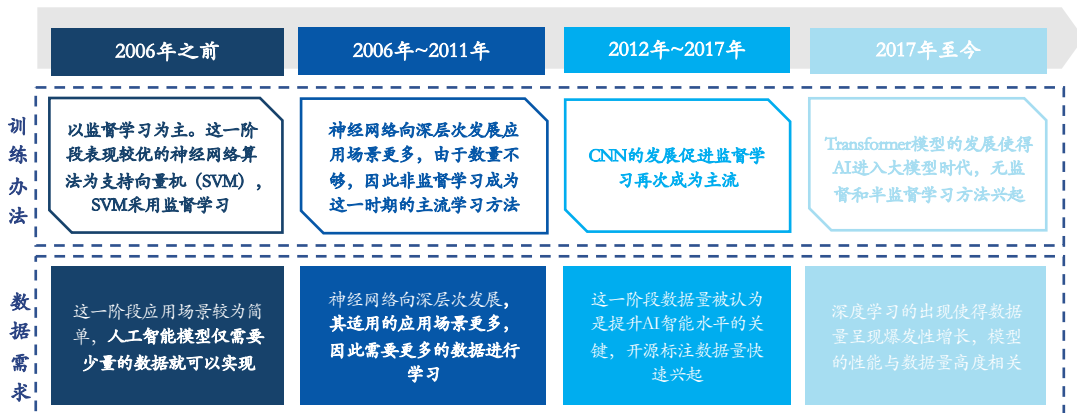 2006年之前
2006年~2011年
2012年~2017年
2017年至今
训练办法
以监督学习为主。这一阶
段表现较优的神经网络算
法为支持向量机（SVM），
SVM采用监督学习
神经网络向深层次发展应
用场景更多，由于数量不
够，因此非监督学习成为
这一时期的主流学习方法
CNN的发展促进监督学
习再次成为主流
Transformer模型的发展使得
AI进入大模型时代，无监
督和半监督学习方法兴起
数据需求
这一阶段应用场景较为简
单，人工智能模型仅需要
少量的数据就可以实现
神经网络向深层次发展，
其适用的应用场景更多，
因此需要更多的数据进行
学习
这一阶段数据量被认为
是提升AI智能水平的关
键，开源标注数据量快
速兴起
深度学习的出现使得数据
量呈现爆发性增长，模型
的性能与数据量高度相关